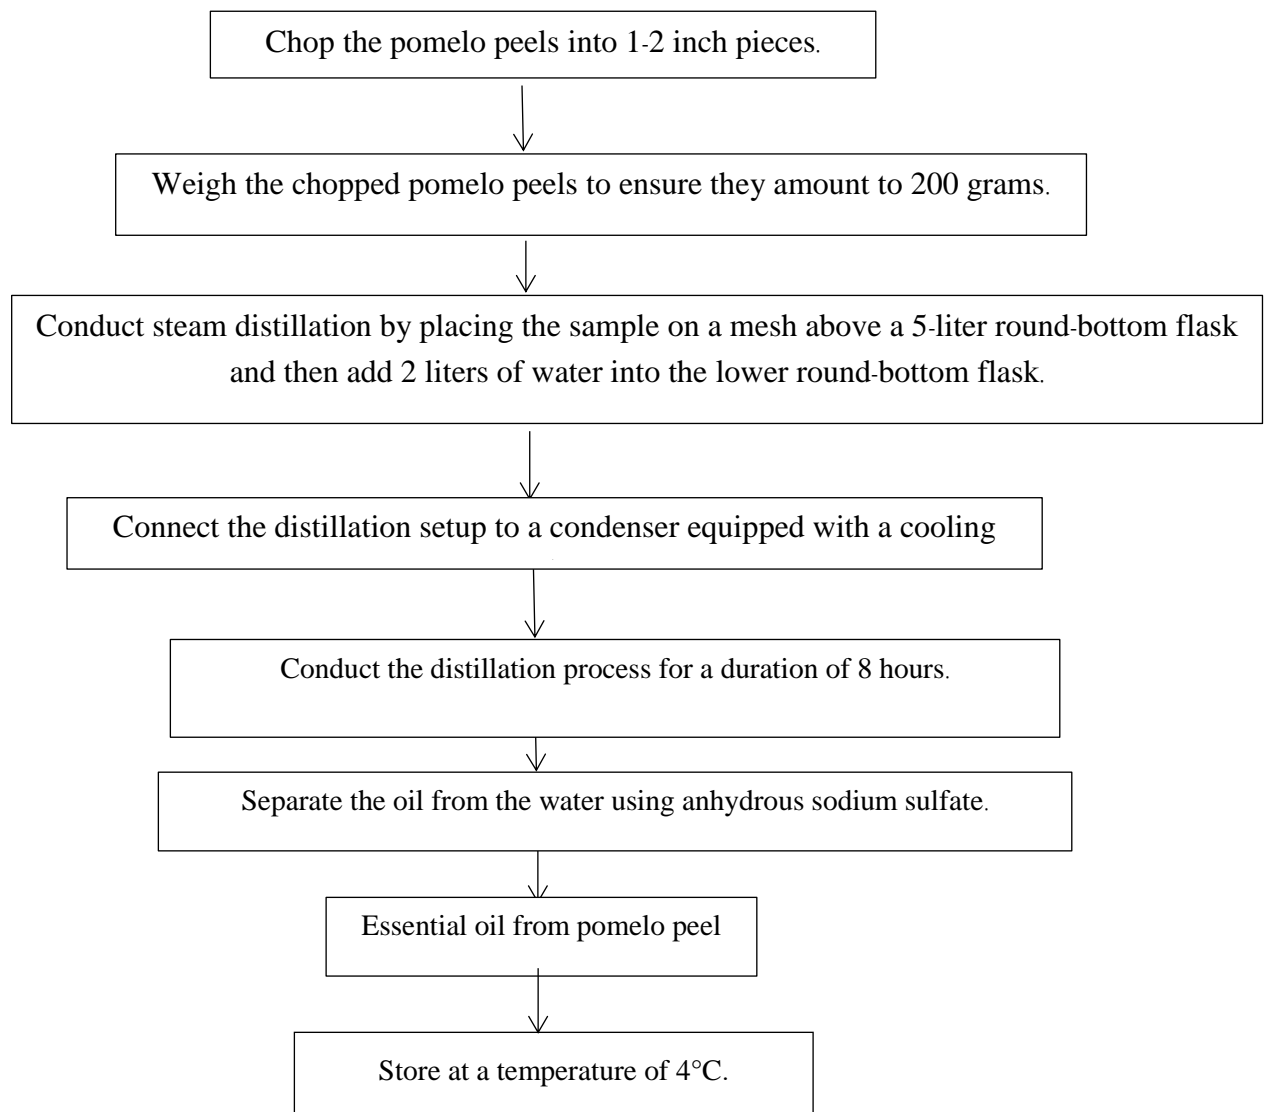 Chop the pomelo peels into 1-2 inch pieces.
Weigh the chopped pomelo peels to ensure they amount to 200 grams.
Conduct steam distillation by placing the sample on a mesh above a 5-liter round-bottom flask
and then add 2 liters of water into the lower round-bottom flask.
Connect the distillation setup to a condenser equipped with a cooling
Conduct the distillation process for a duration of 8 hours.
Separate the oil from the water using anhydrous sodium sulfate.
Essential oil from pomelo peel
Store at a temperature of 4°C.